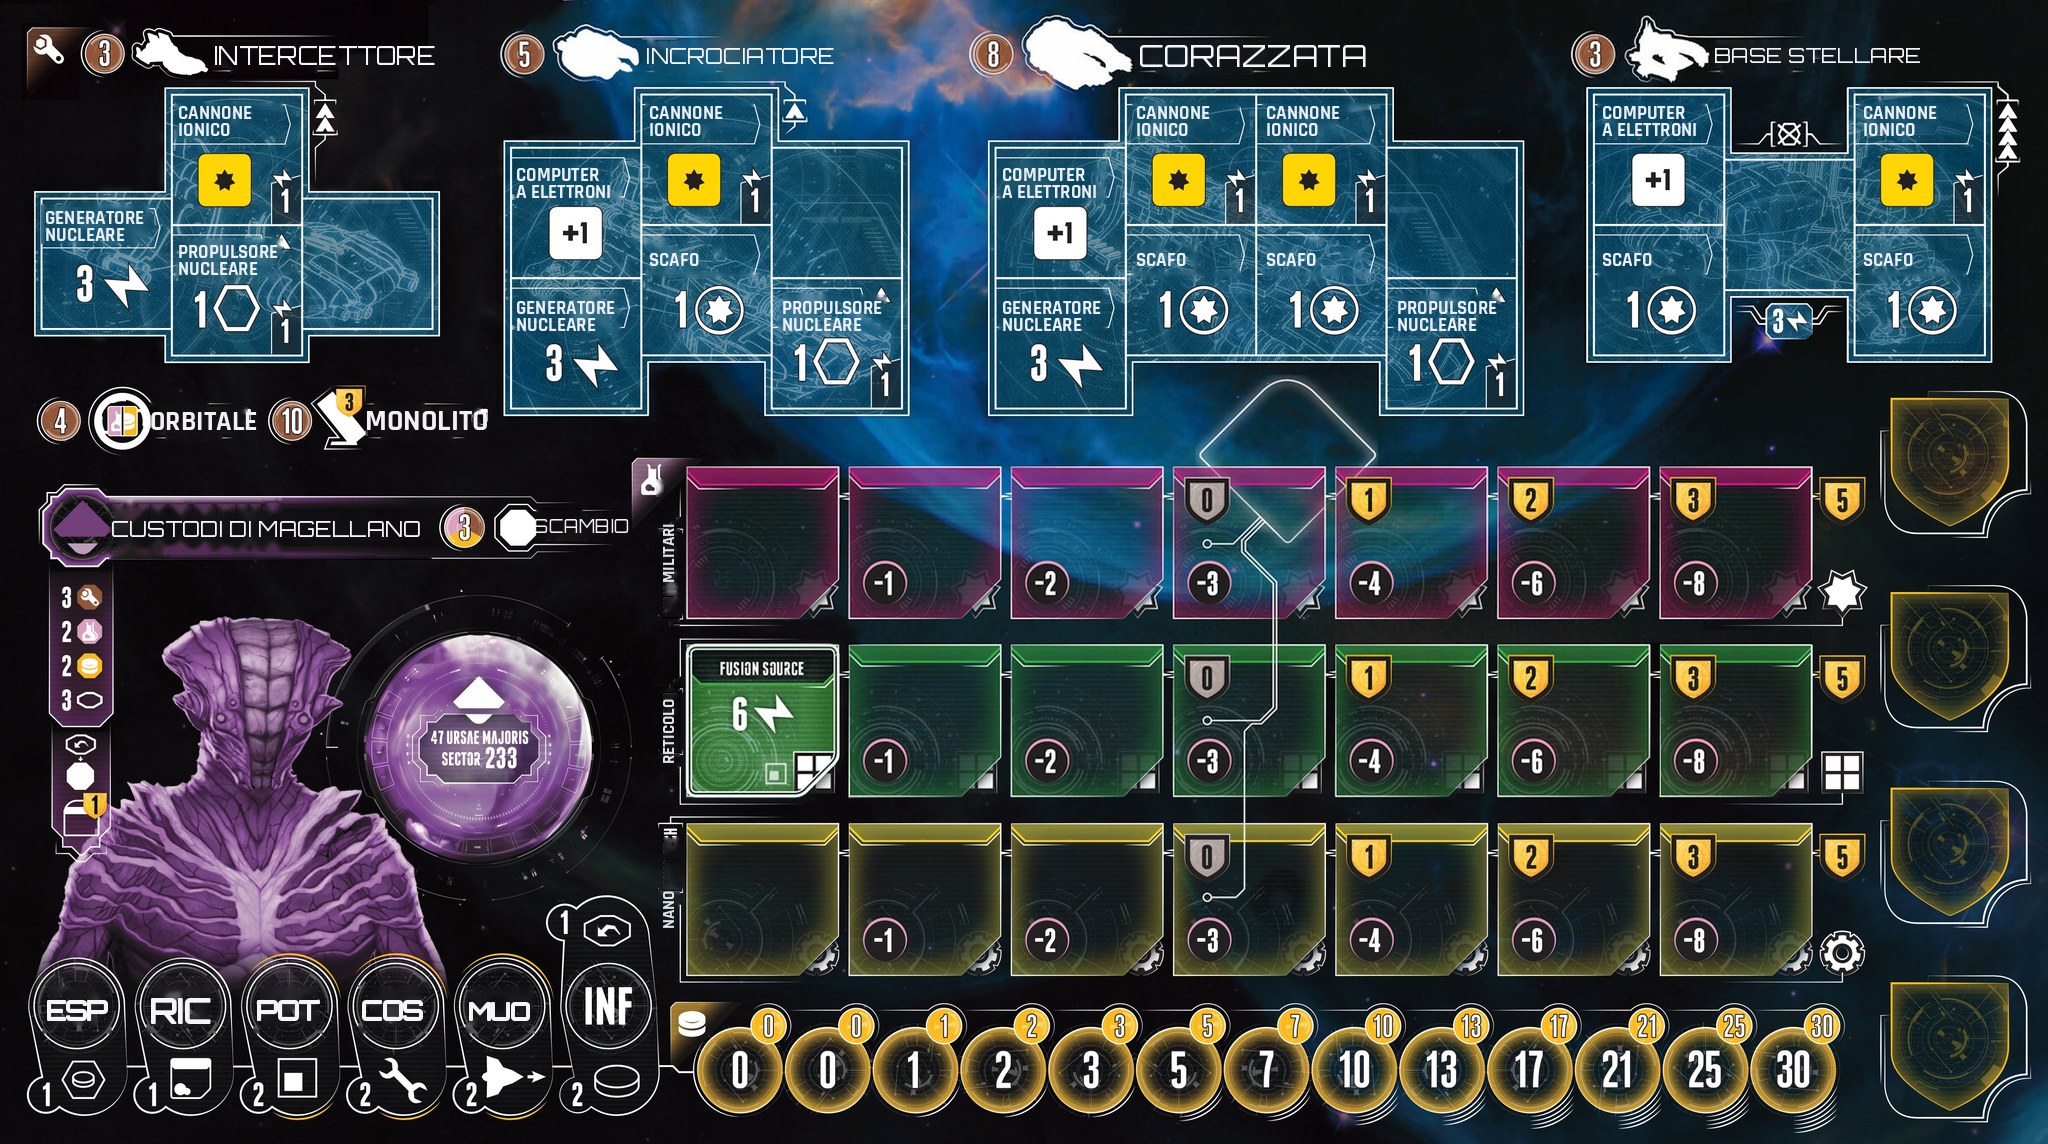 3 INTERCETTORE
5 INCROCIATORE
8 CORAZZATA
3 BASE STELLARE
CANNONE
IONICO
1
GENERATORE
NUCLEARE
3
PROPULSORE
NUCLEARE
1
1
COMPUTER
A ELETTRONI
+1
CANNONE
IONICO
1
GENERATORE
NUCLEARE
3
SCAFO
1
PROPULSORE
NUCLEARE
1
1
COMPUTER
A ELETTRONI
+1
CANNONE
IONICO
1
CANNONE
IONICO
1
GENERATORE
NUCLEARE
3
SCAFO
1
SCAFO
1
PROPULSORE
NUCLEARE
1
1
COMPUTER
A ELETTRONI
+1
CANNONE
IONICO
1
SCAFO
1
3
SCAFO
1
4 ORBITALE 10 3 MONOLITO
CUSTODI DI MAGELLANO 3 SCAMBIO
3
2
2
3
1
47 URSAE MAJORIS
SECTOR 233
MILITARI
0 1 2 3 5
-1 -2 -3 -4 -6 -8
RETICOLO
FUSION SOURCE
6
0 1 2 3 5
-1 -2 -3 -4 -6 -8
NANO
0 1 2 3 5
-1 -2 -3 -4 -6 -8
1
ESP RIC POT COS MUO INF
1 1 2 2 2 2
0 0 1 2 3 5 7 10 13 17 21 25 30
0 0 1 2 3 5 7 10 13 17 21 25 30